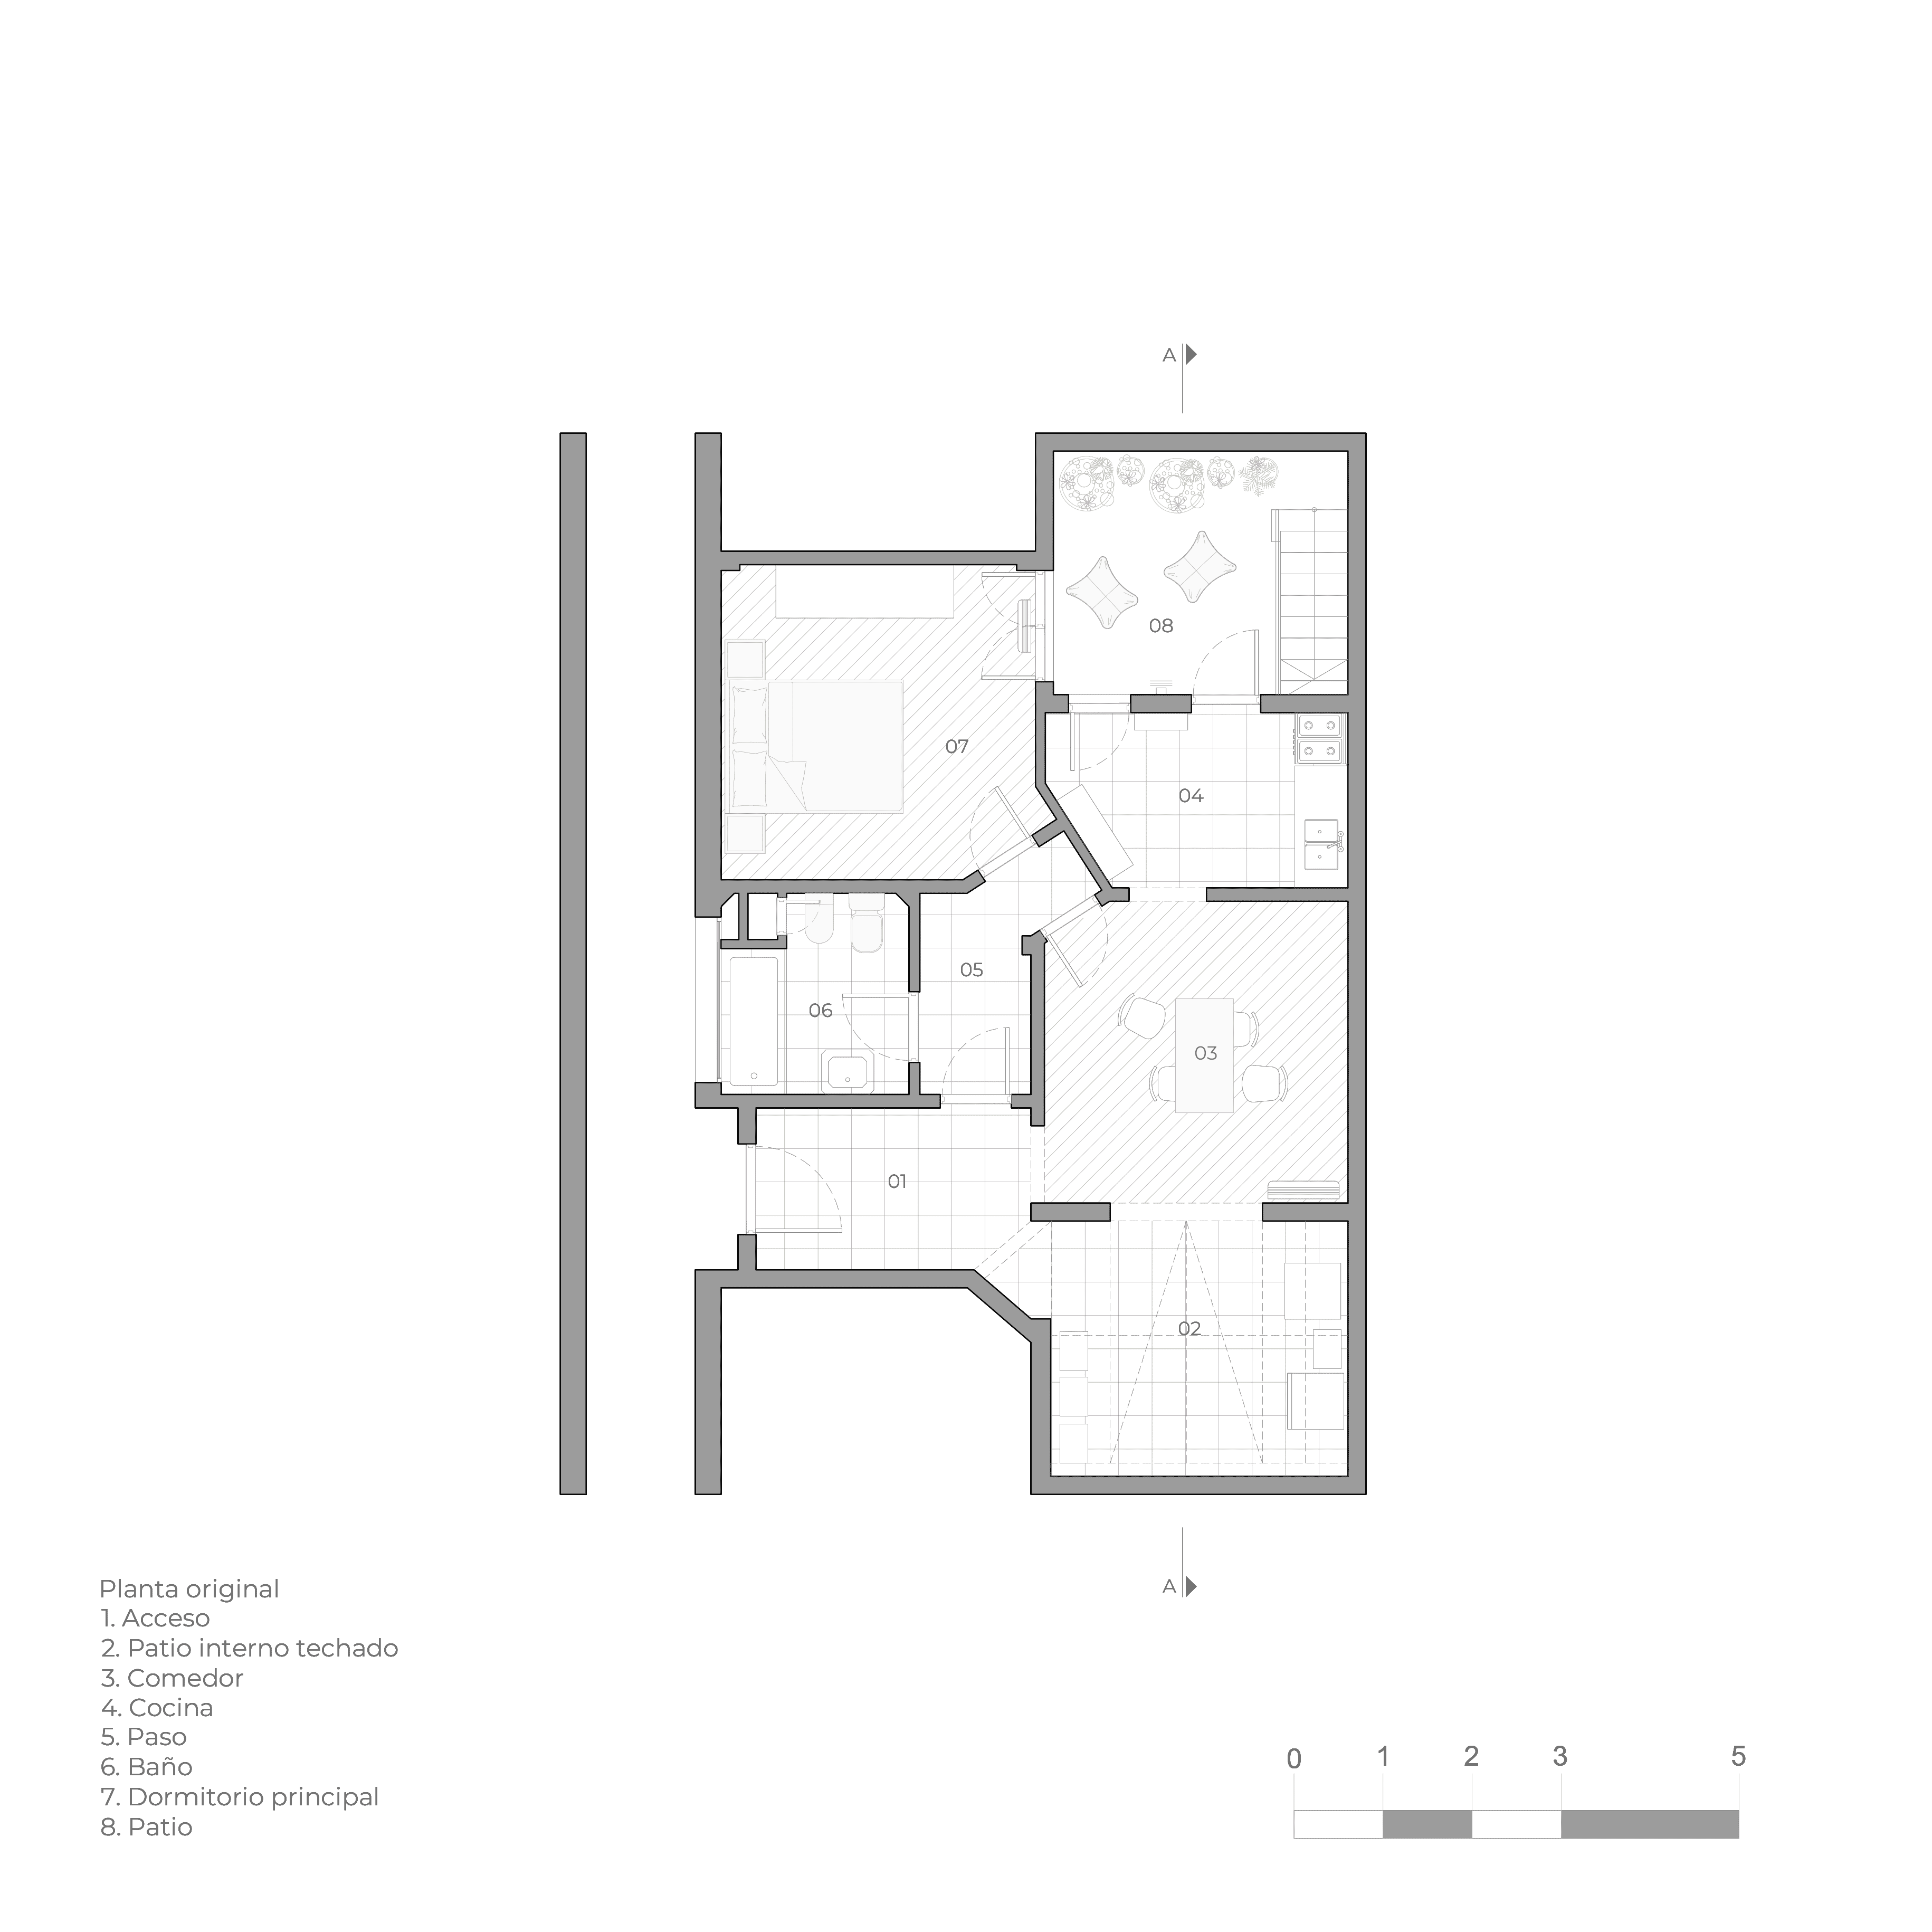 A
08
07
04
05
06
03
01
02
A
Planta original
1. Acceso
2. Patio interno techado
3. Comedor
4. Cocina
5. Paso
6. Baño
7. Dormitorio principal
8. Patio
0 1 2 3 5